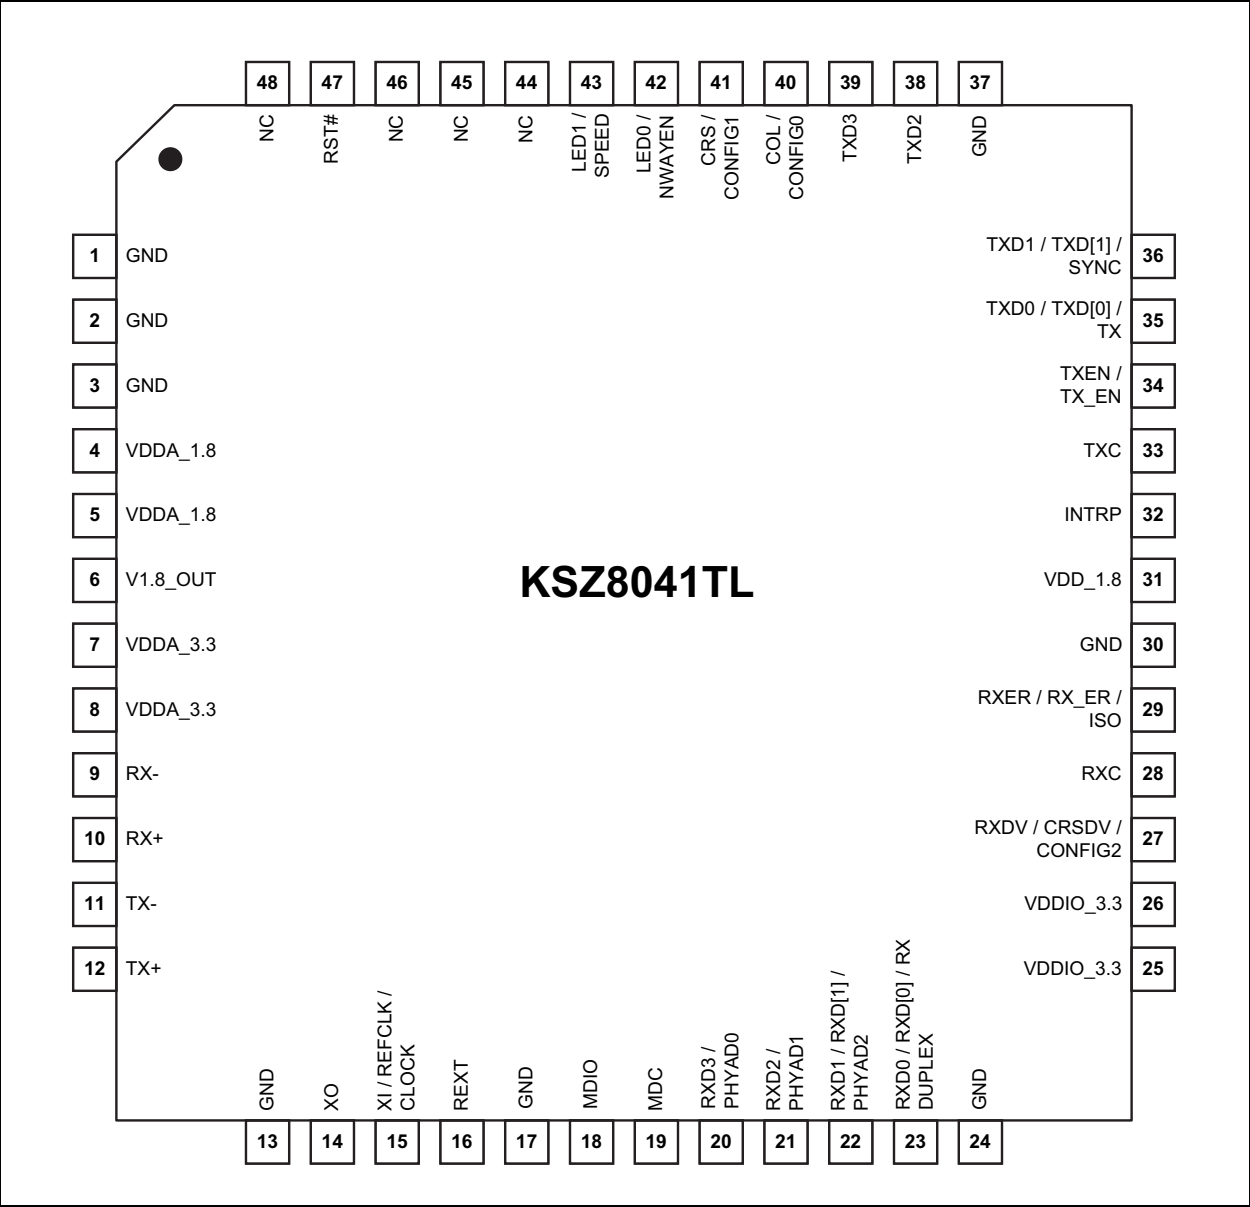 48 47 46 45 44 43 42 41 40 39 38 37
NC
RST#
NC
NC
NC
LED1 /
SPEED
LED0 /
NWAYEN
CRS /
CONFIG1
COL /
CONFIG0
TXD3
TXD2
GND
1 GND
2 GND
3 GND
4 VDDA_1.8
5 VDDA_1.8
6 V1.8_OUT
7 VDDA_3.3
8 VDDA_3.3
9 RX-
10 RX+
11 TX-
12 TX+
KSZ8041TL
TXD1 / TXD[1] /
SYNC 36
TXD0 / TXD[0] /
TX 35
TXEN /
TX_EN 34
TXC 33
INTRP 32
VDD_1.8 31
GND 30
RXER / RX_ER /
ISO 29
RXC 28
RXDV / CRSDV /
CONFIG2 27
VDDIO_3.3 26
VDDIO_3.3 25
GND
XO
XI / REFCLK /
CLOCK
REXT
GND
MDIO
MDC
RXD3 /
PHYAD0
RXD2 /
PHYAD1
RXD1 / RXD[1] /
PHYAD2
RXD0 / RXD[0] / RX
DUPLEX
GND
13 14 15 16 17 18 19 20 21 22 23 24